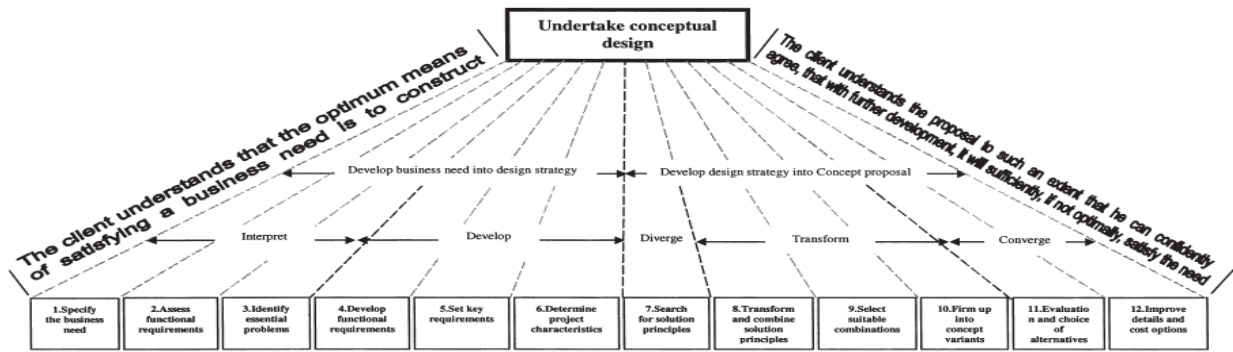 Undertake conceptual
design
The client understands that the optimum means
of satisfying a business need is to construct
The client understands the proposal to such an extent that he can confidently
agree, that with further development, it will sufficiently, if not optimally, satisfy the need
Develop business need into design strategy
Develop design strategy into Concept proposal
Interpret
Develop
Diverge
Transform
Converge
1.Specify
the business
need
2.Assess
functional
requirements
3.Identify
essential
problems
4.Develop
functional
requirements
5.Set key
requirements
6.Determine
project
characteristics
7.Search
for solution
principles
8.Transform
and combine
solution
principles
9.Select
suitable
combinations
10.Firm up
into
concept
variants
11.Evaluatio
n and choice
of
alternatives
12.Improve
details and
cost options